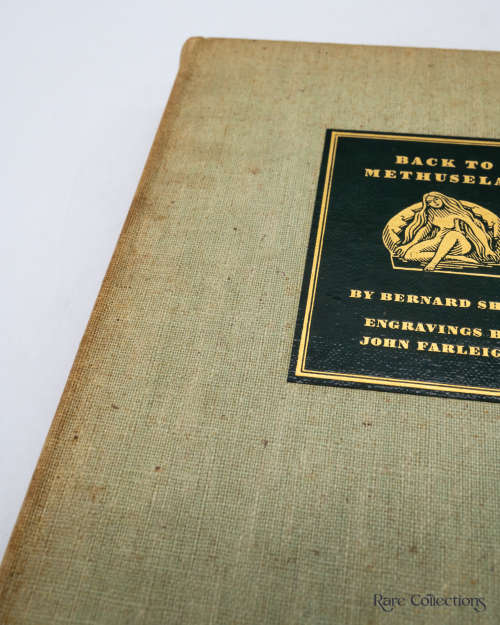 BACK TO
METHUSELA
BY BERNARD SH
ENGRAVINGS B
JOHN FARLEIG
Rare Collections